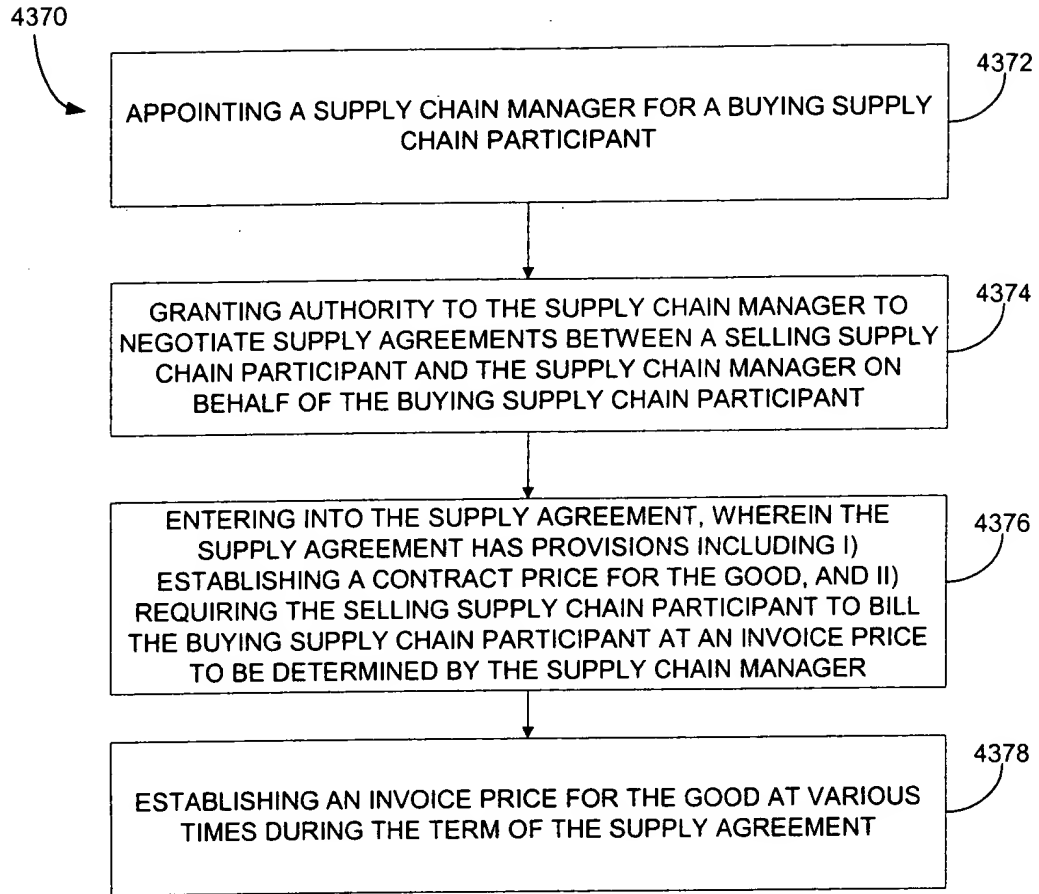 4370
4372
APPOINTING A SUPPLY CHAIN MANAGER FOR A BUYING SUPPLY
CHAIN PARTICIPANT
4374
GRANTING AUTHORITY TO THE SUPPLY CHAIN MANAGER TO
NEGOTIATE SUPPLY AGREEMENTS BETWEEN A SELLING SUPPLY
CHAIN PARTICIPANT AND THE SUPPLY CHAIN MANAGER ON
BEHALF OF THE BUYING SUPPLY CHAIN PARTICIPANT
4376
ENTERING INTO THE SUPPLY AGREEMENT, WHEREIN THE
SUPPLY AGREEMENT HAS PROVISIONS INCLUDING I)
ESTABLISHING A CONTRACT PRICE FOR THE GOOD, AND II)
REQUIRING THE SELLING SUPPLY CHAIN PARTICIPANT TO BILL
THE BUYING SUPPLY CHAIN PARTICIPANT AT AN INVOICE PRICE
TO BE DETERMINED BY THE SUPPLY CHAIN MANAGER
4378
ESTABLISHING AN INVOICE PRICE FOR THE GOOD AT VARIOUS
TIMES DURING THE TERM OF THE SUPPLY AGREEMENT